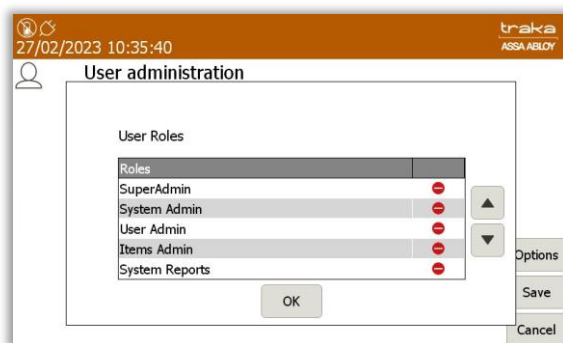 traka
27/02/2023 10:35:40
ASSA ABLOY
User administration
User Roles
Roles
SuperAdmin
System Admin
User Admin
Items Admin
System Reports
Options
OK
Save
Cancel